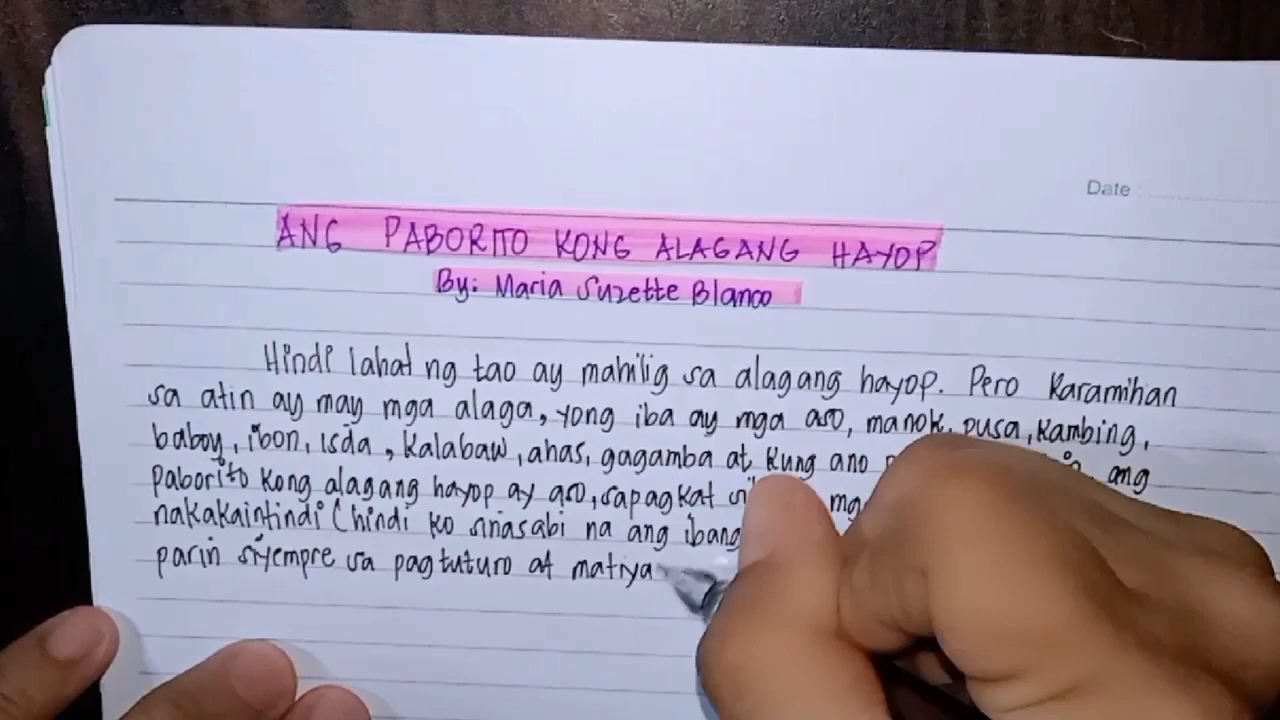 Date :
ANG PABORITO KONG ALAGANG HAYOP
By: Maria Suzette Blanco
Hindi lahat ng tao ay mahilig sa alagang hayop. Pero karamihan
sa atin ay may mga alaga, yong iba ay mga aso, manok, pusa, kambing,
baboy, ibon, isda, kalabaw, ahas, gagamba at kung ano ang
paborito kong alagang hayop ay aso, sapagkat
nakakaintindi (hindi ko sinasabi na ang ibang
parin siyempre sa pagtuturo at matiya